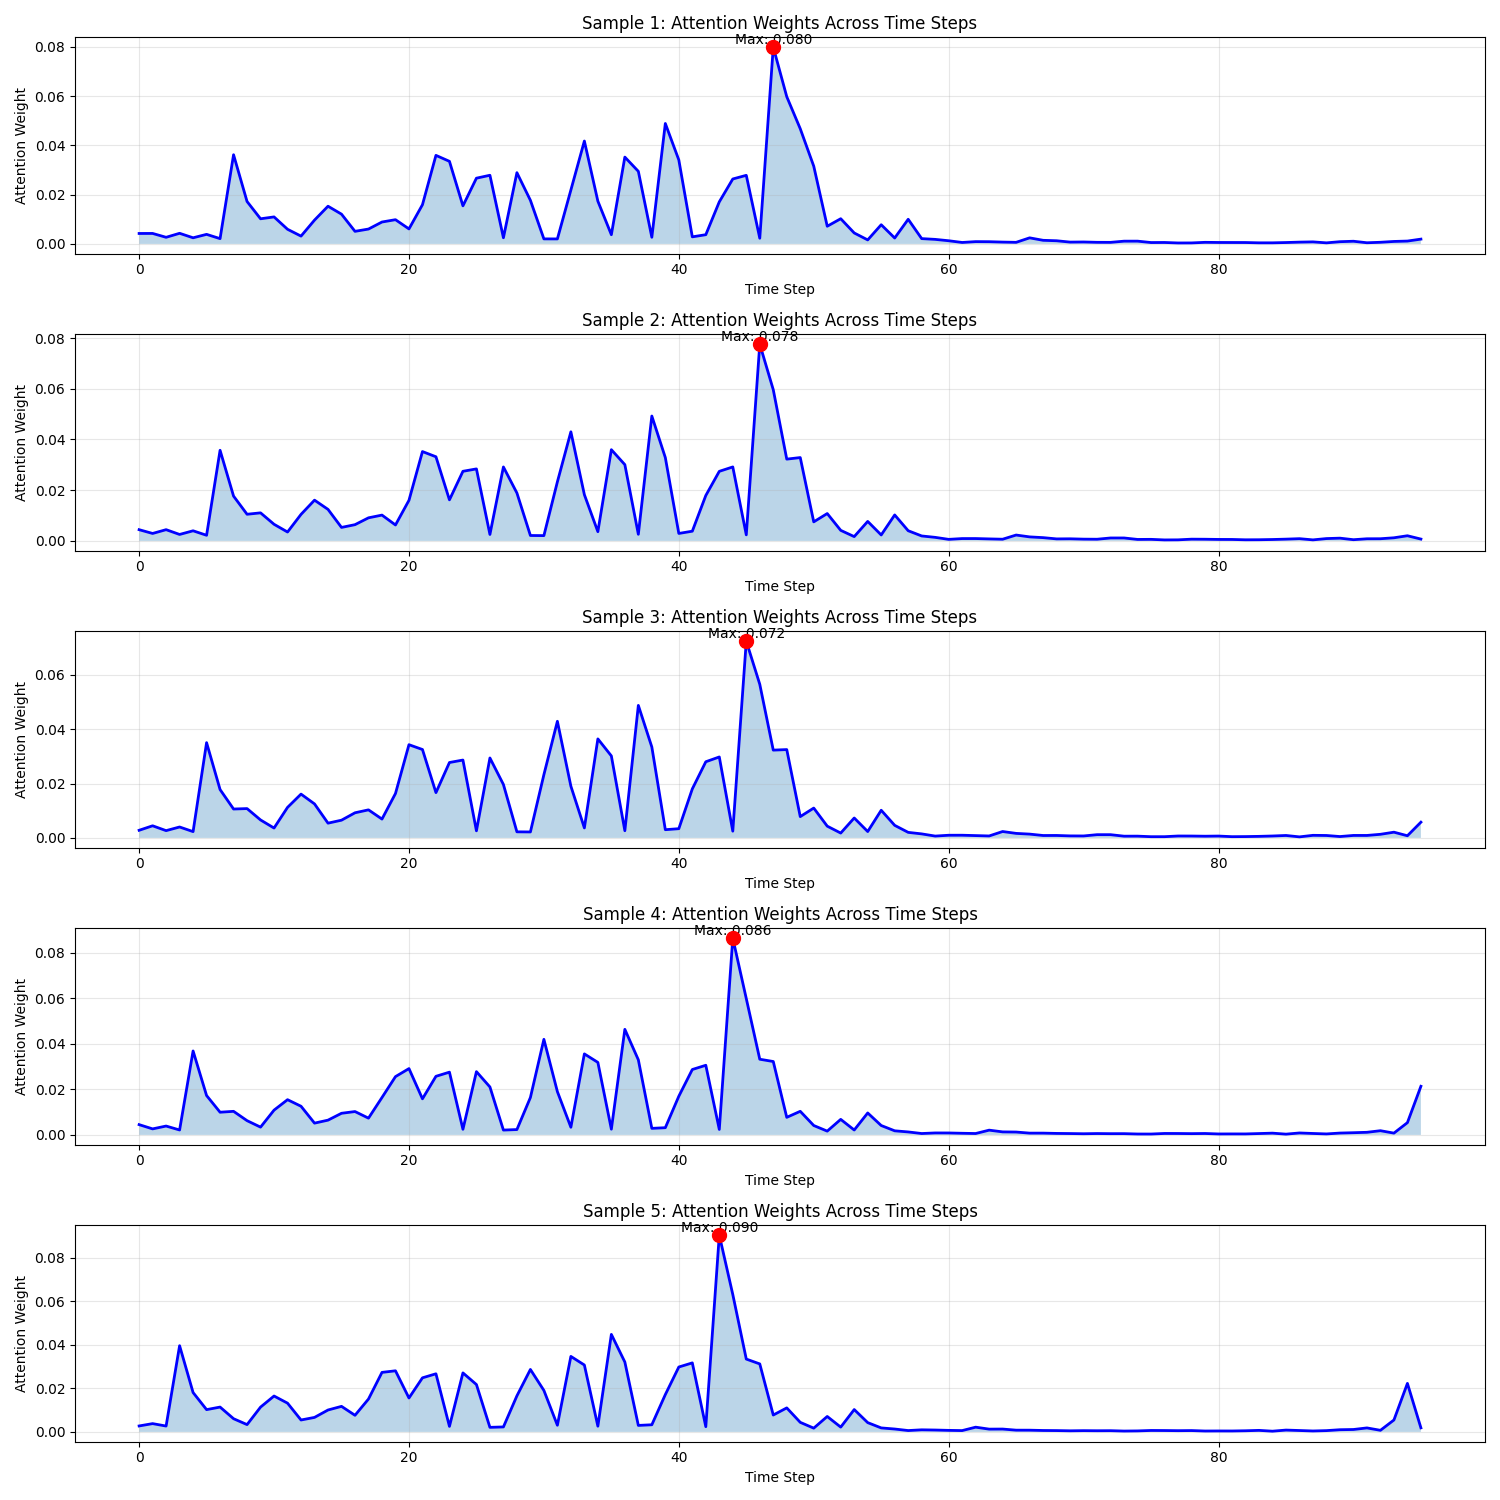 Sample 1: Attention Weights Across Time Steps
Max: 0.080
0.08
0.06
0.04
0.02
0.00
Attention Weight
0 20 40 60 80
Time Step
Sample 2: Attention Weights Across Time Steps
Max: 0.078
0.08
0.06
0.04
0.02
0.00
Attention Weight
0 20 40 60 80
Time Step
Sample 3: Attention Weights Across Time Steps
Max: 0.072
0.06
0.04
0.02
0.00
Attention Weight
0 20 40 60 80
Time Step
Sample 4: Attention Weights Across Time Steps
Max: 0.086
0.08
0.06
0.04
0.02
0.00
Attention Weight
0 20 40 60 80
Time Step
Sample 5: Attention Weights Across Time Steps
Max: 0.090
0.08
0.06
0.04
0.02
0.00
Attention Weight
0 20 40 60 80
Time Step